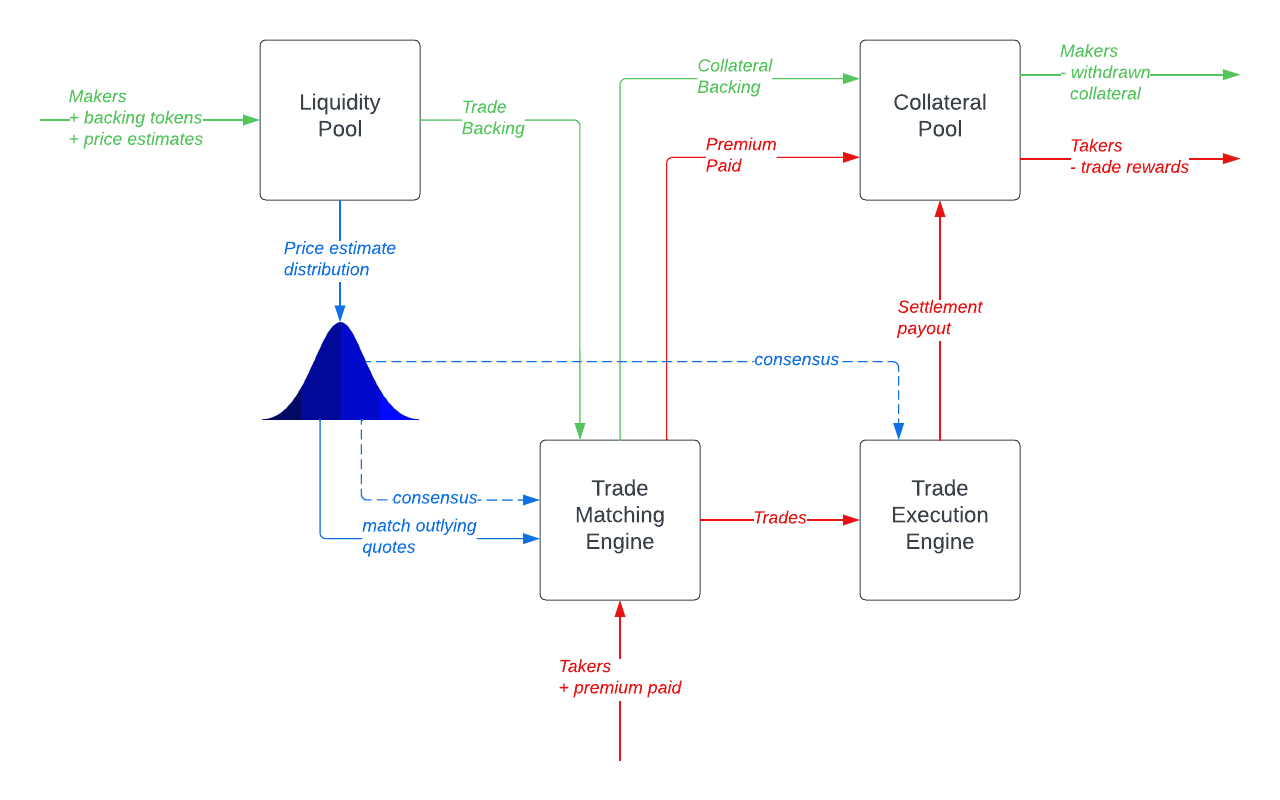 Makers
+ backing tokens
+ price estimates
Liquidity
Pool
Trade
Backing
Collateral
Backing
Premium
Paid
Collateral
Pool
Makers
- withdrawn
collateral
Takers
- trade rewards
Price estimate
distribution
Settlement
payout
consensus
consensus
match outlying
quotes
Trade
Matching
Engine
Trades
Trade
Execution
Engine
Takers
+ premium paid